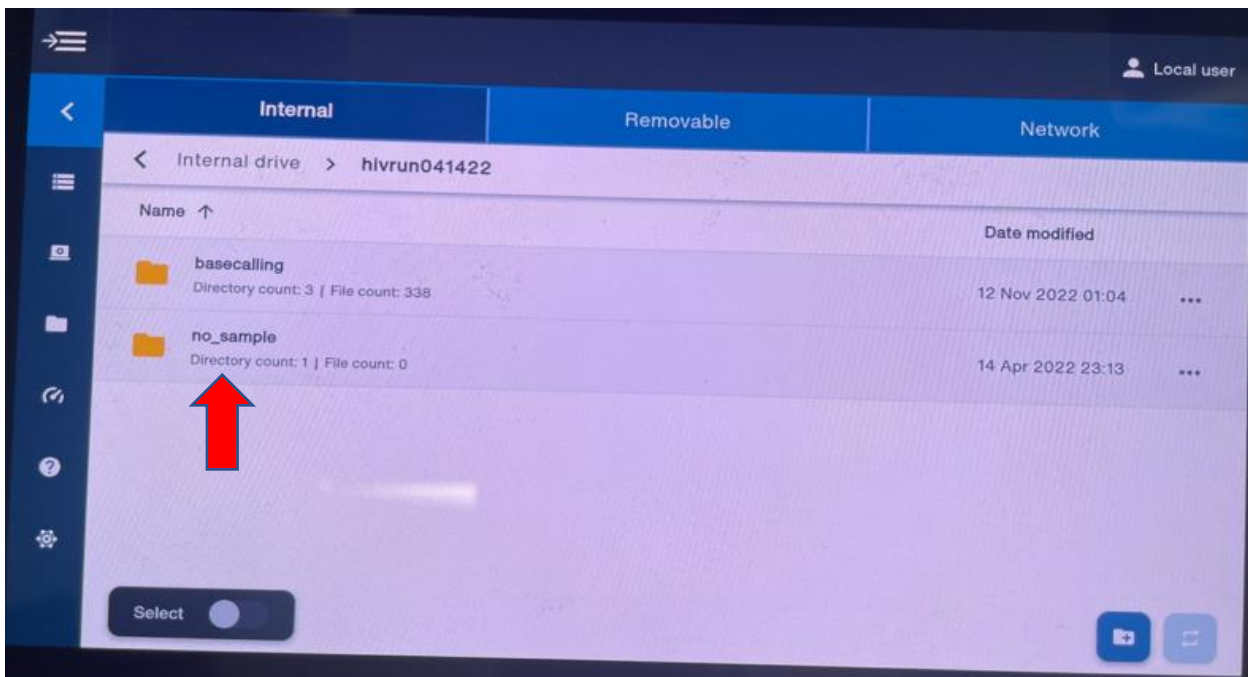 Local user
Internal
Removable
Network
Internal drive > hivrun041422
Name ↑
Date modified
basecalling
Directory count: 3 | File count: 338
12 Nov 2022 01:04
no_sample
Directory count: 1 | File count: 0
14 Apr 2022 23:13
Select